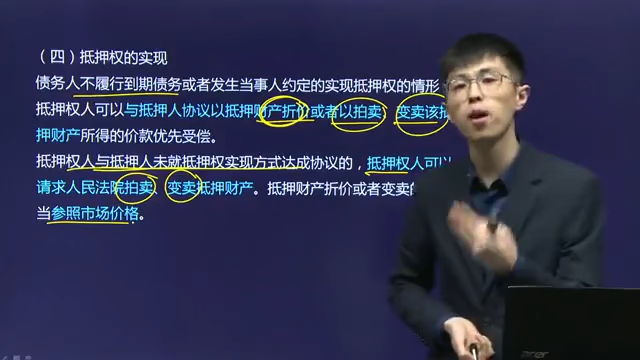 （四）抵押权的实现
债务人不履行到期债务或者发生当事人约定的实现抵押权的情形
抵押权人可以与抵押人协议以抵押财产折价或者以拍卖、变卖该抵
押财产所得的价款优先受偿。
抵押权人与抵押人未就抵押权实现方式达成协议的，抵押权人可以
请求人民法院拍卖、变卖抵押财产。抵押财产折价或者变卖的
当参照市场价格。
acer